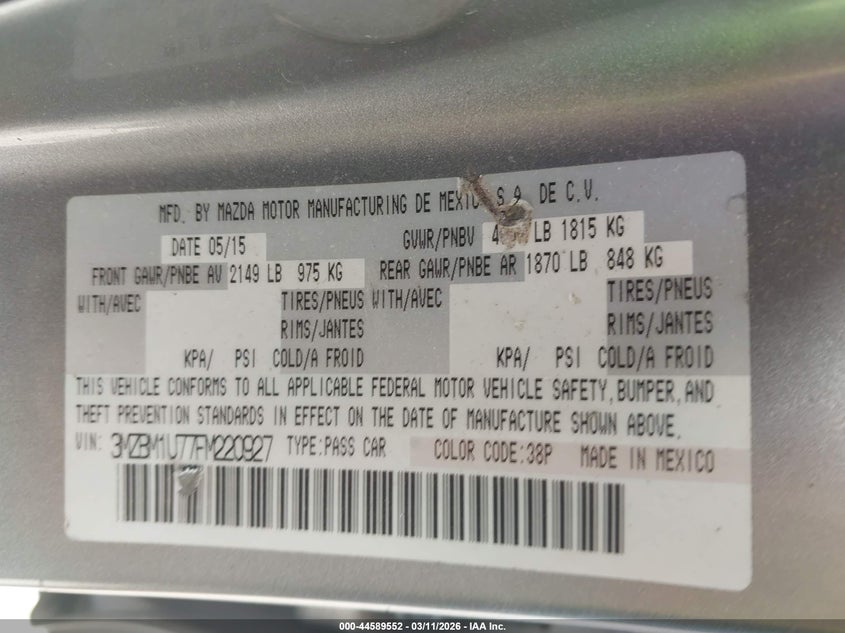 MFD. BY MAZDA MOTOR MANUFACTURING DE MEXIC S.A. DE C.V.
DATE 05/15 GVWR/PNBV LB 1815 KG
FRONT GAWR/PNBE AV 2149 LB 975 KG REAR GAWR/PNBE AR 1870 LB 848 KG
WITH/AVEC TIRES/PNEUS WITH/AVEC TIRES/PNEUS
RIMS/JANTES RIMS/JANTES
KPA/ PSI COLD/A FROID KPA/ PSI COLD/A FROID
THIS VEHICLE CONFORMS TO ALL APPLICABLE FEDERAL MOTOR VEHICLE SAFETY, BUMPER, AND
THEFT PREVENTION STANDARDS IN EFFECT ON THE DATE OF MANUFACTURE SHOWN ABOVE.
VIN: 3MZBM1U77FM220927 TYPE:PASS CAR COLOR CODE:38P MADE IN MEXICO
000-44589552 - 03/11/2026 - IAA Inc.